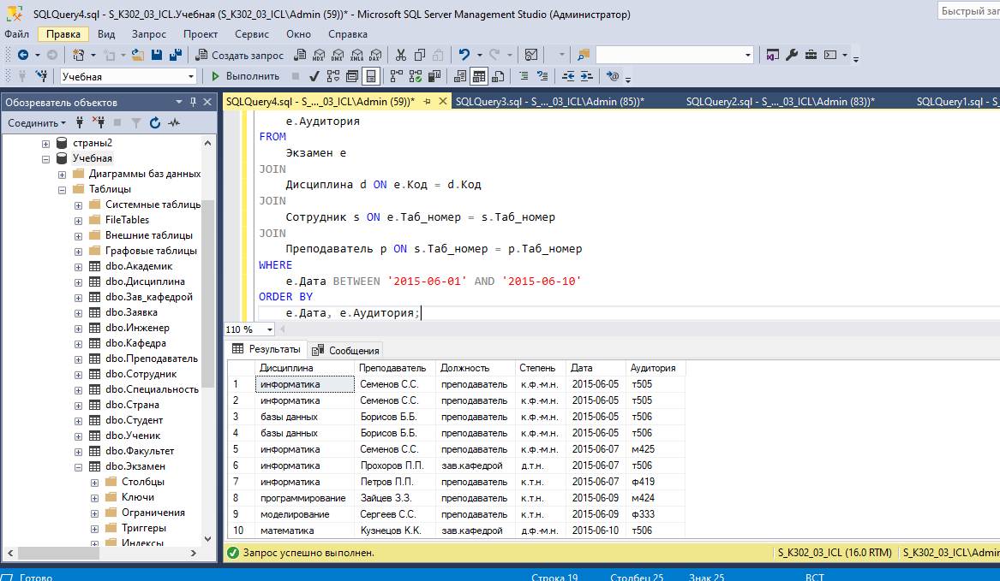 SQLQuery4.sql - S_K302_03_ICL.Учебная (S_K302_03_ICL\Admin (59))* - Microsoft SQL Server Management Studio (Администратор)
Быстрый зап
Файл Правка Вид Запрос Проект Сервис Окно Справка
Создать запрос MDX DMX XMLA DAX
Учебная Выполнить
Обозреватель объектов
SQLQuery4.sql - S_..._03_ICL\Admin (59))* SQLQuery3.sql - S_..._03_ICL\Admin (85))* SQLQuery2.sql - S_..._03_ICL\Admin (83))* SQLQuery1.sql - S_
Соединить
страны2
Учебная
Диаграммы баз данных
Таблицы
Системные таблицы
FileTables
Внешние таблицы
Графовые таблицы
dbo.Академик
dbo.Дисциплина
dbo.Зав_кафедрой
dbo.Заявка
dbo.Инженер
dbo.Кафедра
dbo.Преподаватель
dbo.Сотрудник
dbo.Специальность
dbo.Страна
dbo.Студент
dbo.Ученик
dbo.Факультет
dbo.Экзамен
Столбцы
Ключи
Ограничения
Триггеры
Индексы
e.Аудитория
FROM
Экзамен e
JOIN
Дисциплина d ON e.Код = d.Код
JOIN
Сотрудник s ON e.Таб_номер = s.Таб_номер
JOIN
Преподаватель p ON s.Таб_номер = p.Таб_номер
WHERE
e.Дата BETWEEN '2015-06-01' AND '2015-06-10'
ORDER BY
e.Дата, e.Аудитория;
110 %
Результаты Сообщения
Дисциплина Преподаватель Должность Степень Дата Аудитория
1 информатика Семенов С.С. преподаватель к.ф.-м.н. 2015-06-05 т505
2 информатика Семенов С.С. преподаватель к.ф.-м.н. 2015-06-05 т505
3 базы данных Борисов Б.Б. преподаватель к.ф.-м.н. 2015-06-05 т506
4 базы данных Борисов Б.Б. преподаватель к.ф.-м.н. 2015-06-05 т506
5 информатика Семенов С.С. преподаватель к.ф.-м.н. 2015-06-07 м425
6 информатика Прохоров П.П. зав.кафедрой д.т.н. 2015-06-07 т506
7 информатика Петров П.П. преподаватель к.т.н. 2015-06-07 ф419
8 программирование Зайцев З.З. преподаватель к.т.н. 2015-06-09 м424
9 моделирование Сергеев С.С. преподаватель к.т.н. 2015-06-09 ф333
10 математика Кузнецов К.К. зав.кафедрой д.ф.-м.н. 2015-06-10 т506
Запрос успешно выполнен. S_K302_03_ICL (16.0 RTM) S_K302_03_ICL\Admin
Готово Строка 19 Столбец 25 Знак 25 ВСТ